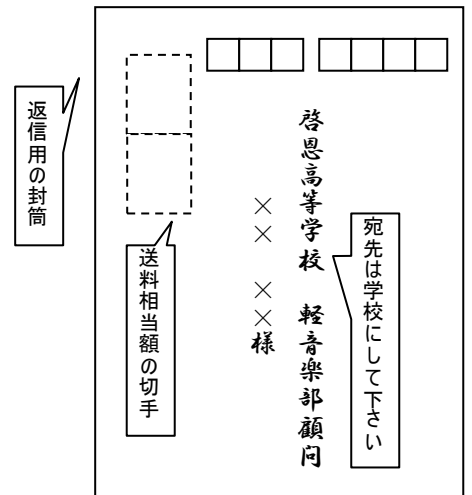 啓恩高等学校 軽音楽部顧問
×× ××様
宛先は学校にして下さい
送料相当額の切手
返信用の封筒